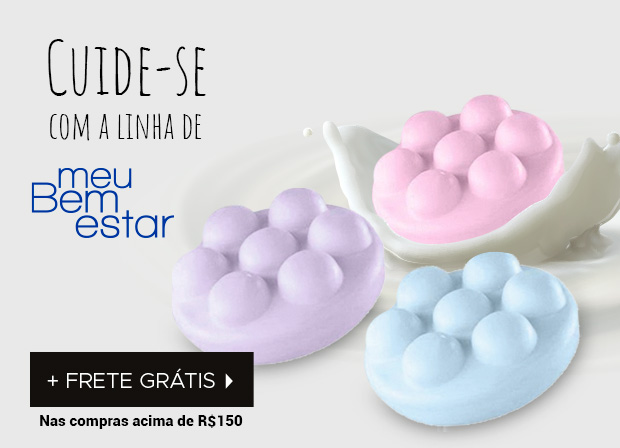 CUIDE-SE
COM A LINHA DE
meu
Bem
estar
+ FRETE GRÁTIS
Nas compras acima de R$150